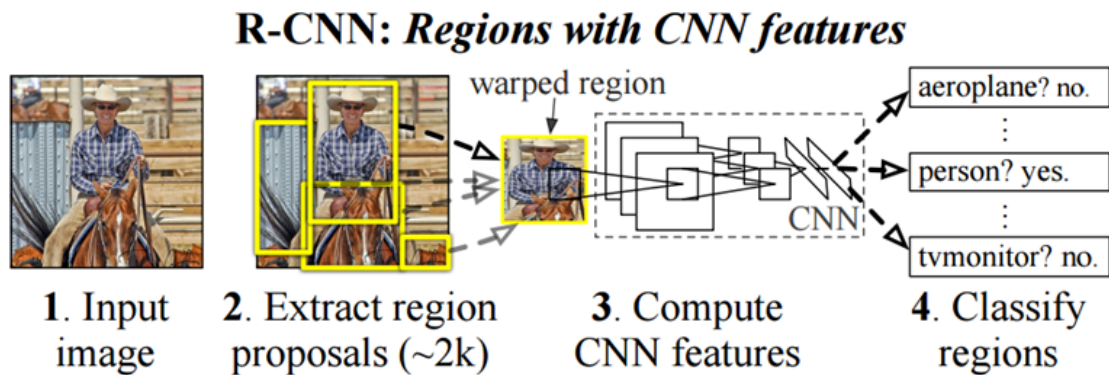 R-CNN: Regions with CNN features
warped region
aeroplane? no.
⋮
person? yes.
⋮
tvmonitor? no.
CNN
1. Input
image
2. Extract region
proposals (~2k)
3. Compute
CNN features
4. Classify
regions